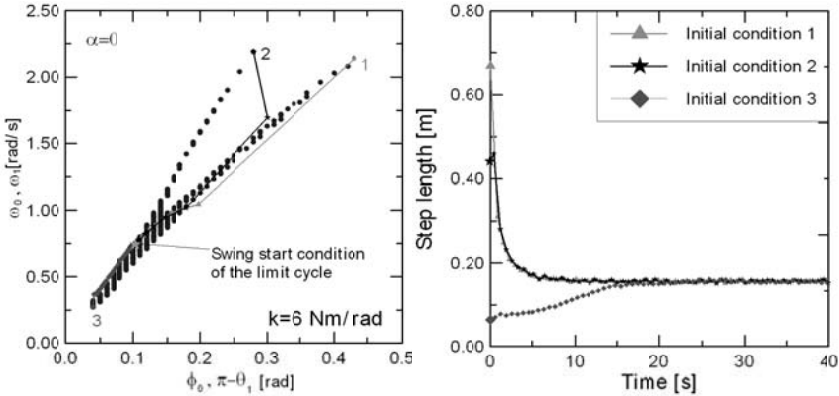 α=0
2
1
Swing start condition
of the limit cycle
3
k=6 Nm/rad
2.50
2.00
1.50
1.00
0.50
0.00
ω₀, ω₁[rad/s]
0.0 0.1 0.2 0.3 0.4 0.5
ϕ₀, π-θ₁ [rad]
0.80
0.60
0.40
0.20
0.00
Step length [m]
Initial condition 1
Initial condition 2
Initial condition 3
0 10 20 30 40
Time [s]